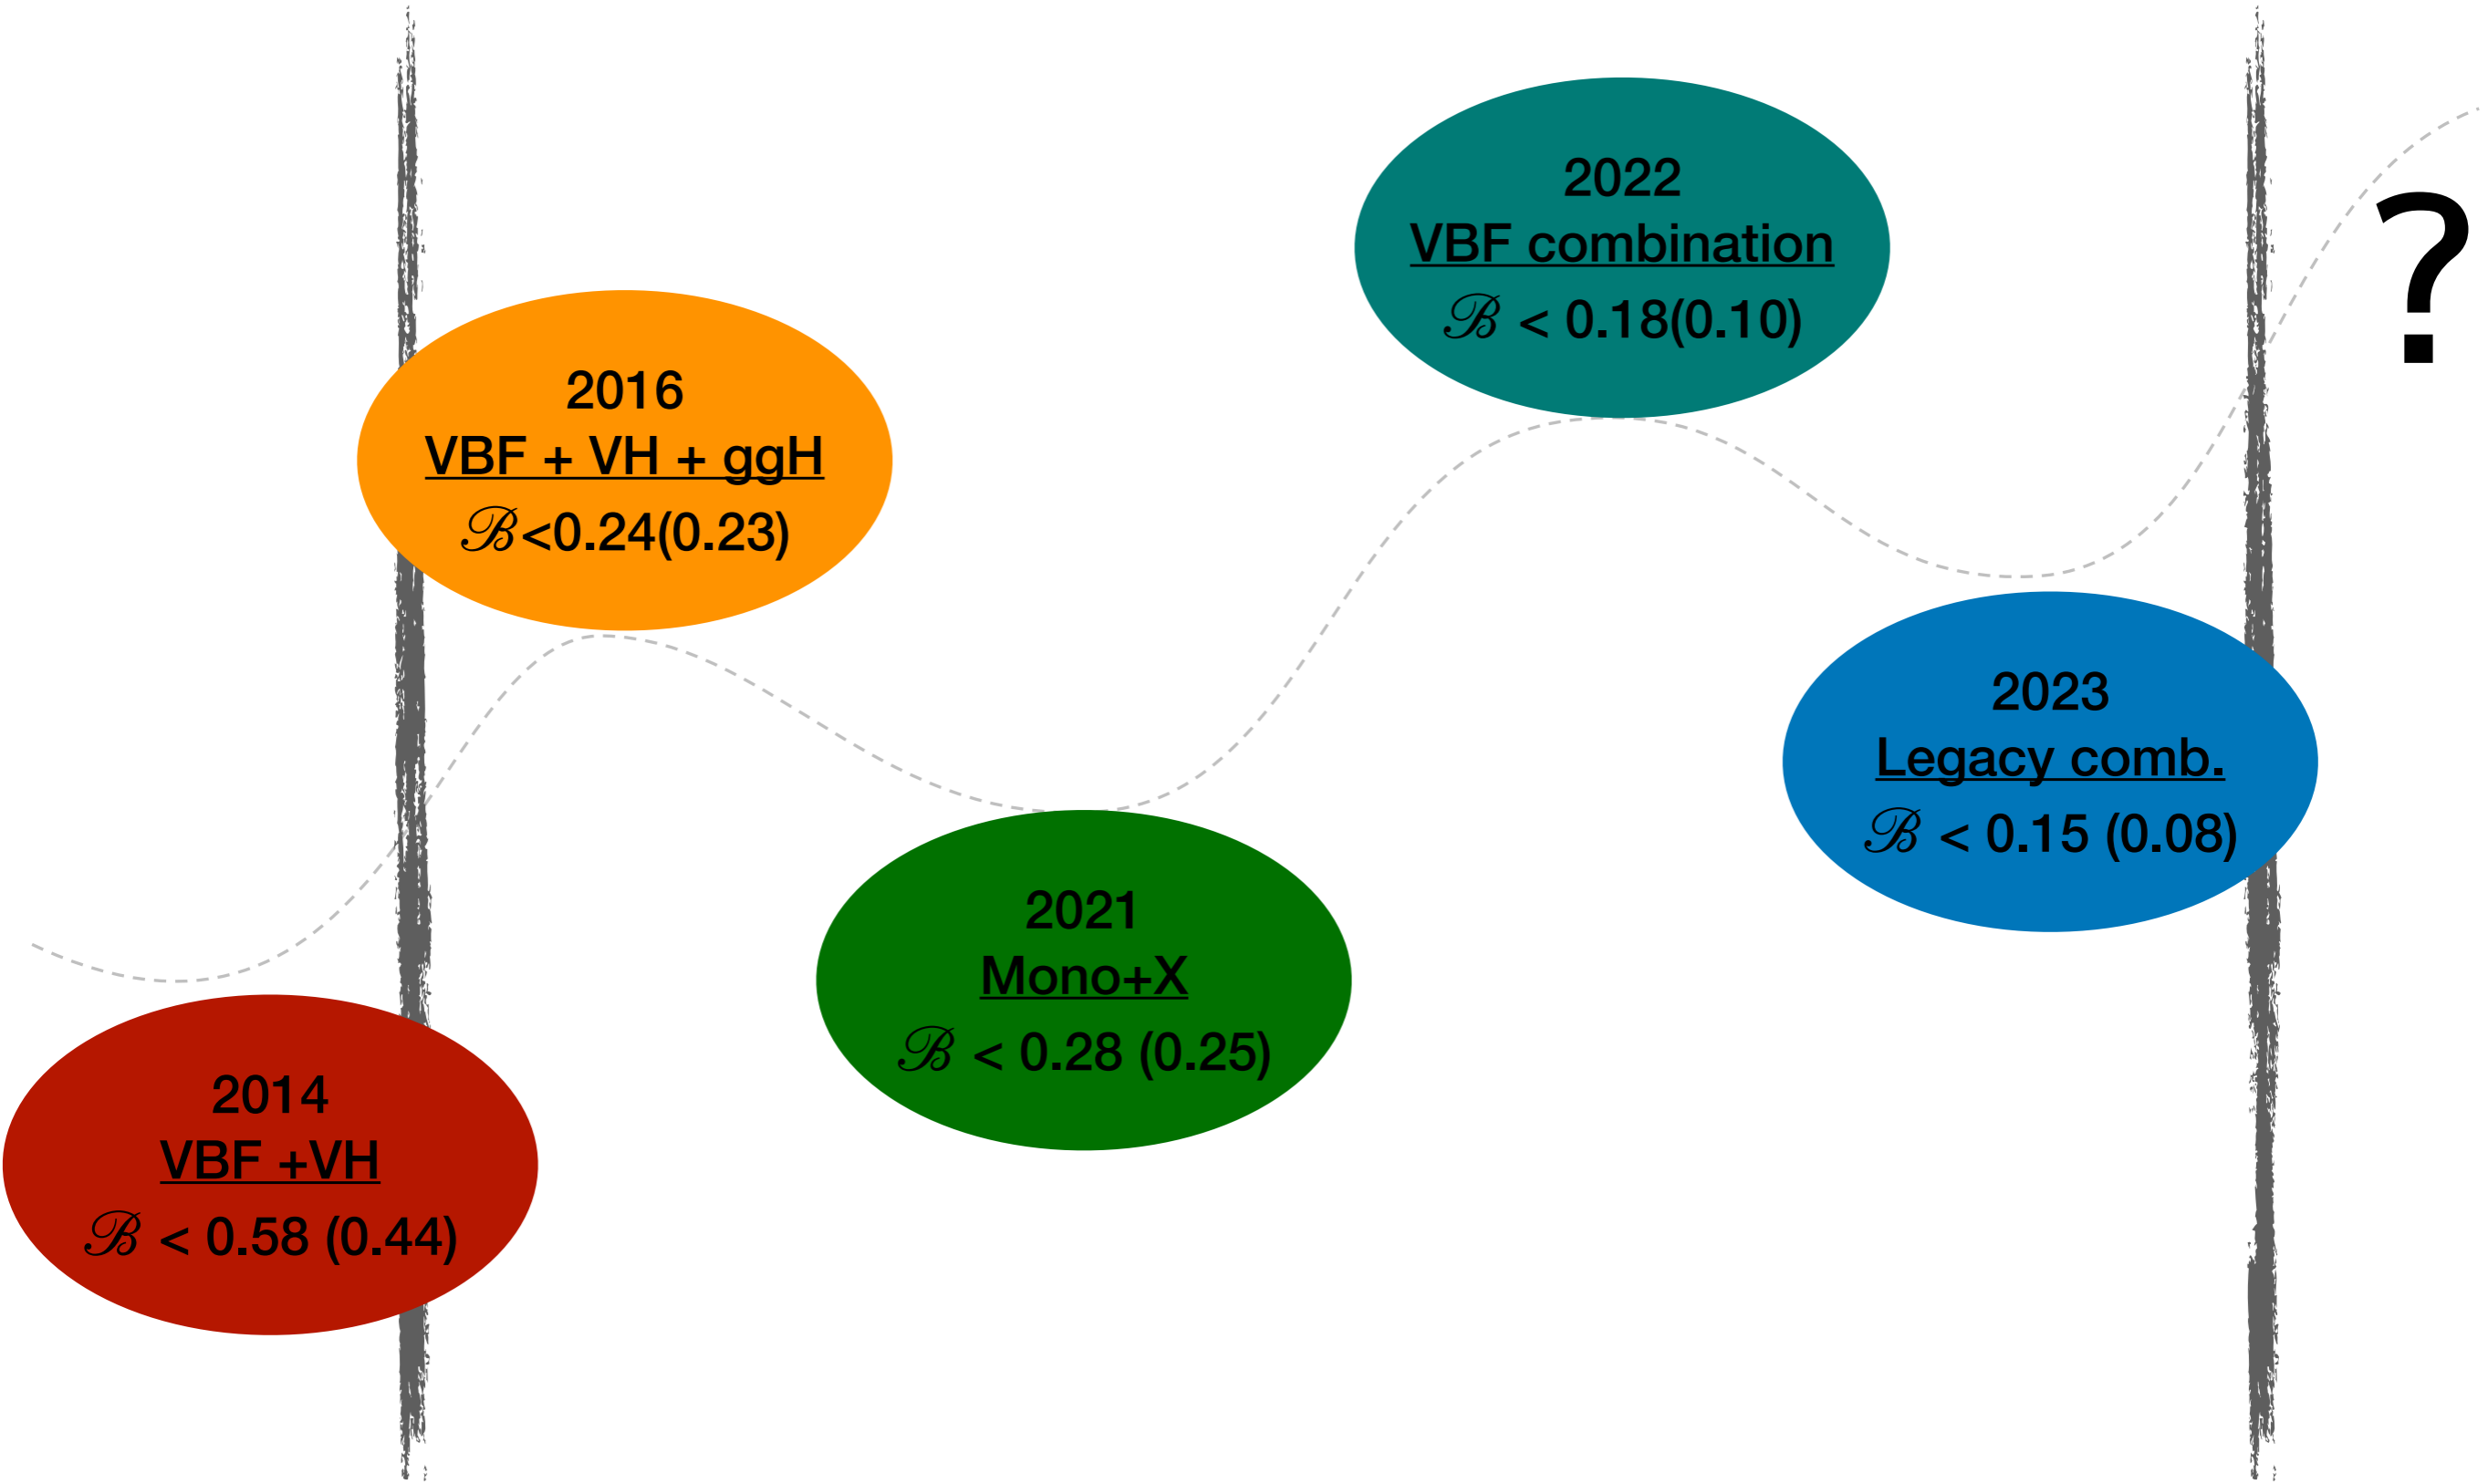 2014
VBF +VH
ℬ < 0.58 (0.44)
2016
VBF + VH + ggH
ℬ<0.24(0.23)
2021
Mono+X
ℬ < 0.28 (0.25)
2022
VBF combination
ℬ < 0.18(0.10)
2023
Legacy comb.
ℬ < 0.15 (0.08)
?